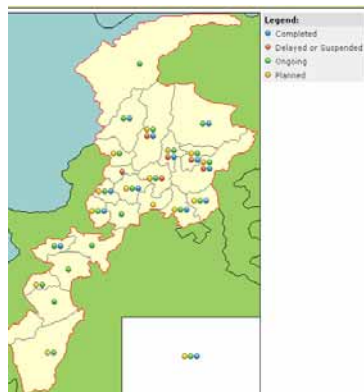 Legend:
Completed
Delayed or Suspended
Ongoing
Planned